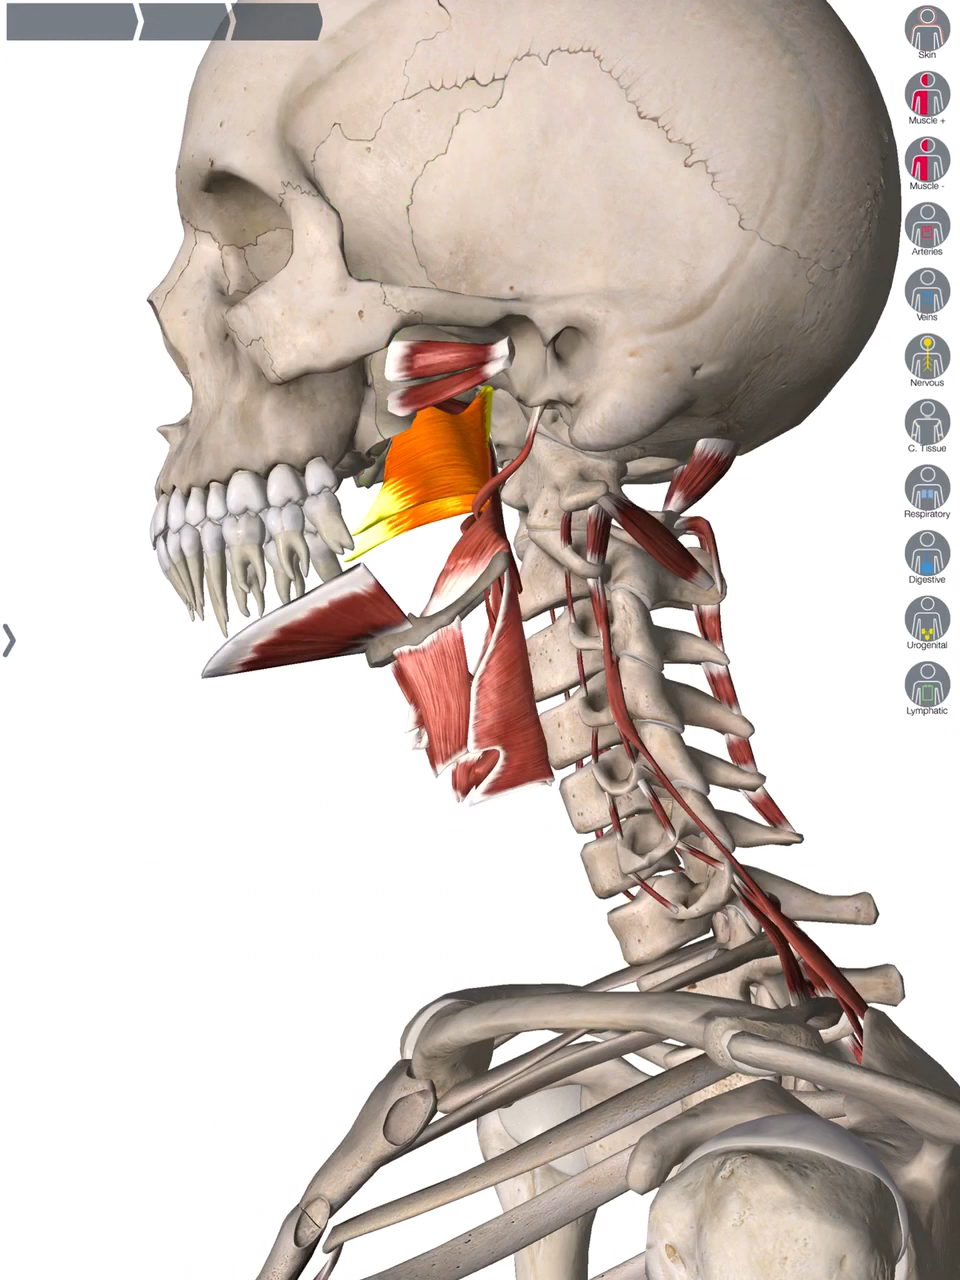 Skin
Muscle +
Muscle -
Arteries
Veins
Nervous
C. Tissue
Respiratory
Digestive
Urogenital
Lymphatic